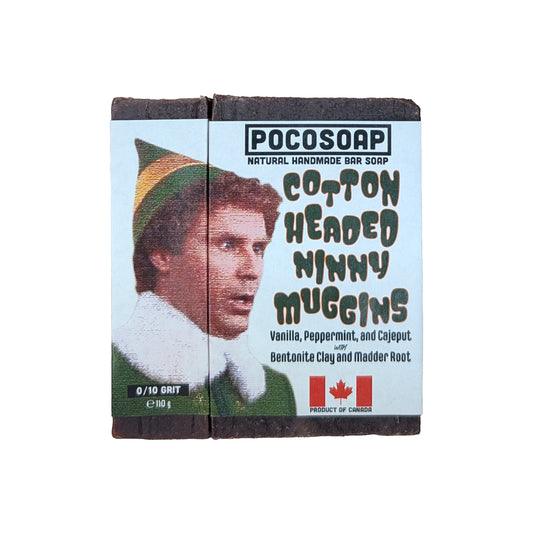 POCOSOAP
NATURAL HANDMADE BAR SOAP
COTTON
HEADED
NINNY
MUGGINS
Vanilla, Peppermint, and Cajeput
WITH
Bentonite Clay and Madder Root
0/10 GRIT
℮110 g
PRODUCT OF CANADA